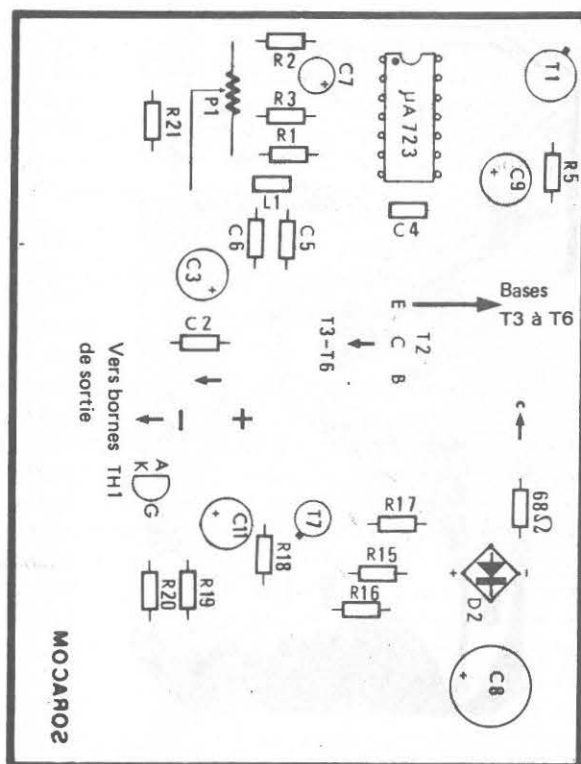 R2
C7
T1
R21
P1
R3
µA723
R1
R5
C9
L1
C4
C6
C5
C3
Bases
T3 à T6
E
C2
T3-T6
C
T2
B
Vers bornes
de sortie
−
+
c
TH1
A
K
G
C11
T7
R17
68Ω
R18
R15
R20
R19
R16
+
-
D2
C8
SORACOM